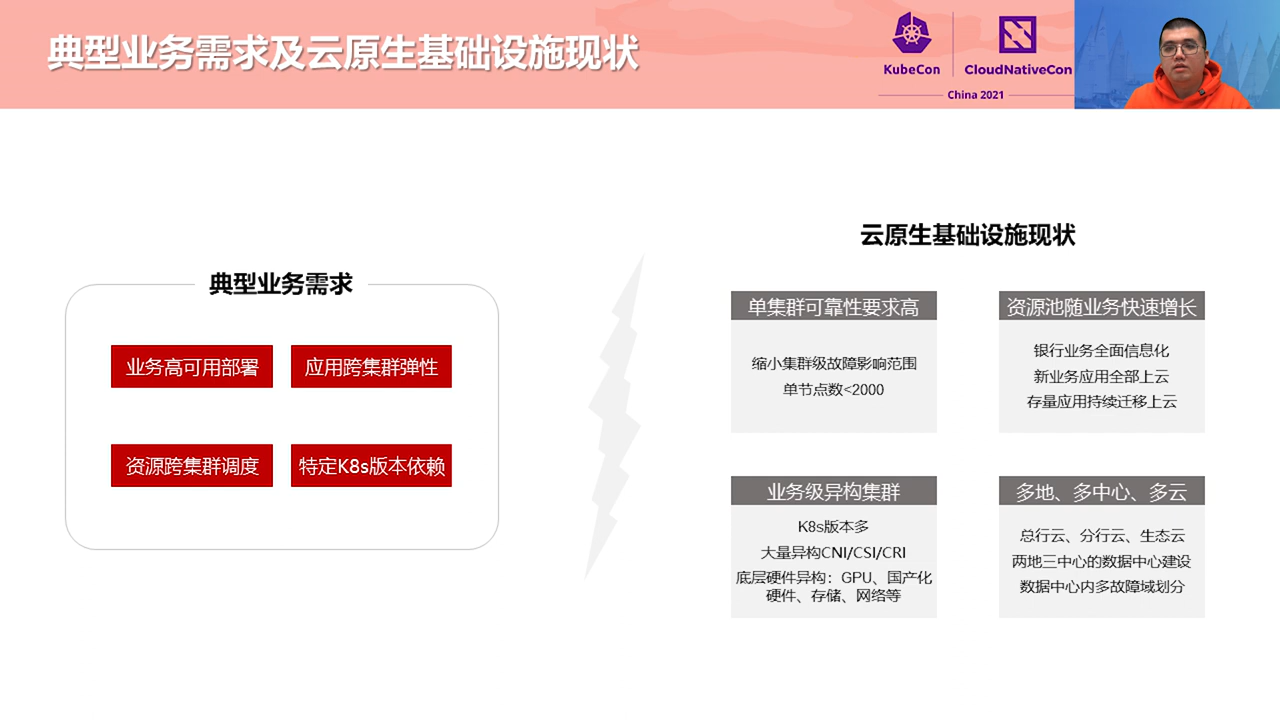 典型业务需求及云原生基础设施现状
KubeCon
CloudNativeCon
China 2021
典型业务需求
业务高可用部署
应用跨集群弹性
资源跨集群调度
特定K8s版本依赖
云原生基础设施现状
单集群可靠性要求高
缩小集群级故障影响范围
单节点数<2000
资源池随业务快速增长
银行业务全面信息化
新业务应用全部上云
存量应用持续迁移上云
业务级异构集群
K8s版本多
大量异构CNI/CSI/CRI
底层硬件异构：GPU、国产化
硬件、存储、网络等
多地、多中心、多云
总行云、分行云、生态云
两地三中心的数据中心建设
数据中心内多故障域划分